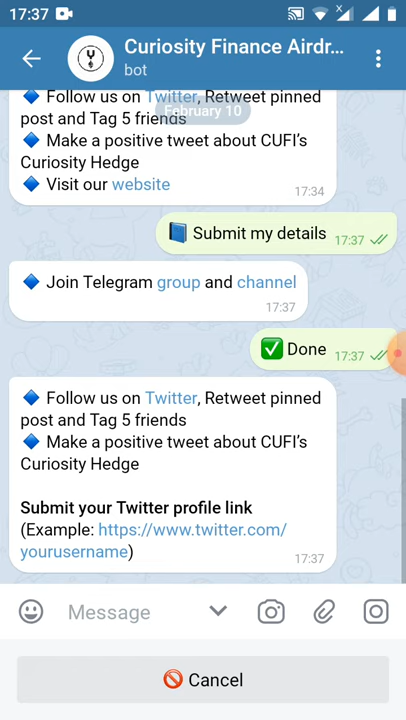 17:37
Curiosity Finance Airdr...
bot
🔷 Follow us on Twitter, Retweet pinned
post and Tag 5 friends
February 10
🔷 Make a positive tweet about CUFI's
Curiosity Hedge
🔷 Visit our website
17:34
📘 Submit my details 17:37
🔷 Join Telegram group and channel
17:37
✅ Done 17:37
🔷 Follow us on Twitter, Retweet pinned
post and Tag 5 friends
🔷 Make a positive tweet about CUFI's
Curiosity Hedge
Submit your Twitter profile link
(Example: https://www.twitter.com/
yourusername)
17:37
Message
🚫 Cancel